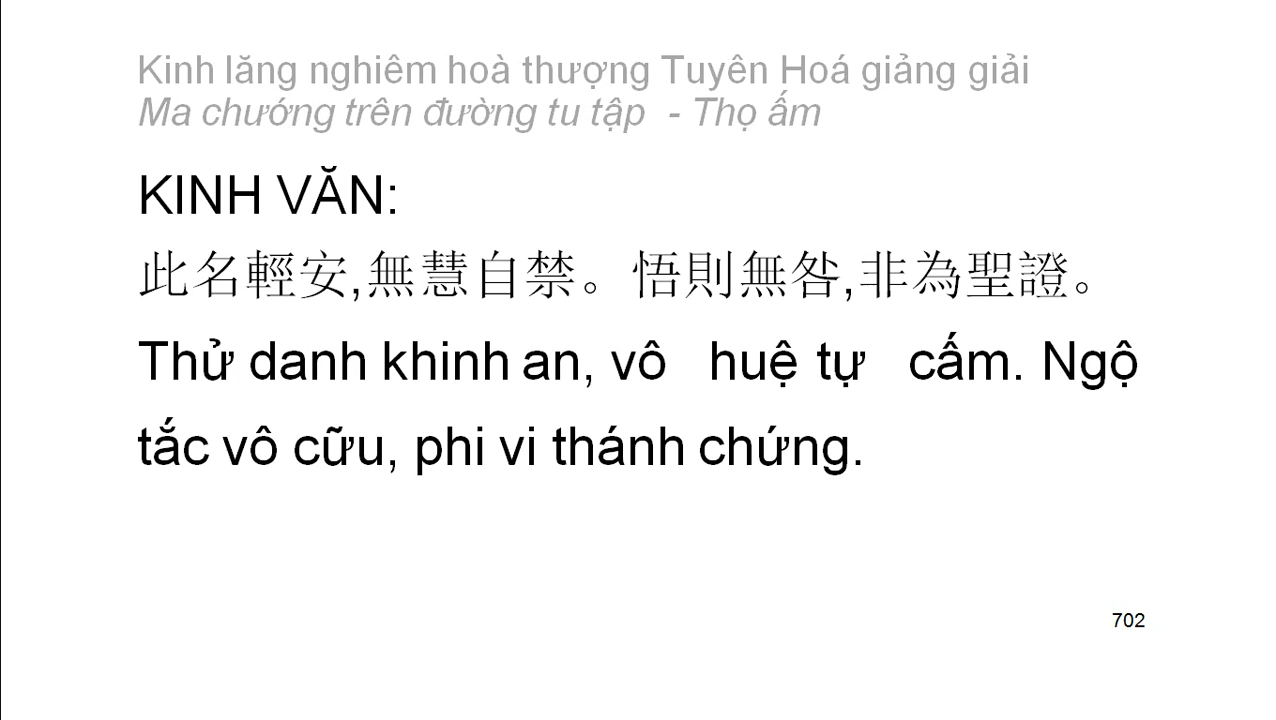 Kinh lăng nghiêm hoà thượng Tuyên Hoá giảng giải
Ma chướng trên đường tu tập - Thọ ấm
KINH VĂN:
此名輕安,無慧自禁。悟則無咎,非為聖證。
Thử danh khinh an, vô huệ tự cấm. Ngộ
tắc vô cữu, phi vi thánh chứng.
702